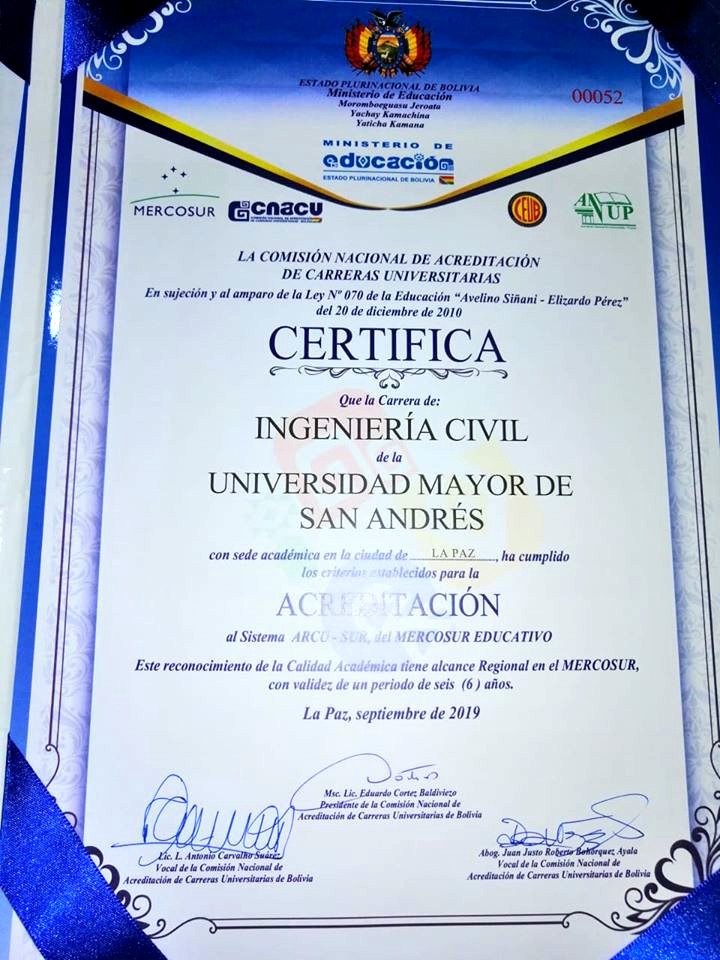 ESTADO PLURINACIONAL DE BOLIVIA
Ministerio de Educación
Moromboeguasu Jeroata
Yachay Kamachina
Yaticha Kamana
00052
MINISTERIO DE
educación
ESTADO PLURINACIONAL DE BOLIVIA
MERCOSUR
cnacu
CEUB
ANUP
LA COMISIÓN NACIONAL DE ACREDITACIÓN
DE CARRERAS UNIVERSITARIAS
En sujeción y al amparo de la Ley Nº 070 de la Educación “Avelino Siñani - Elizardo Pérez”
del 20 de diciembre de 2010
CERTIFICA
Que la Carrera de:
INGENIERÍA CIVIL
de la
UNIVERSIDAD MAYOR DE
SAN ANDRÉS
con sede académica en la ciudad de LA PAZ, ha cumplido
los criterios establecidos para la
ACREDITACIÓN
al Sistema ARCU - SUR, del MERCOSUR EDUCATIVO
Este reconocimiento de la Calidad Académica tiene alcance Regional en el MERCOSUR,
con validez de un periodo de seis (6 ) años.
La Paz, septiembre de 2019
Msc. Lic. Eduardo Cortez Baldiviezo
Presidente de la Comisión Nacional de
Acreditación de Carreras Universitarias de Bolivia
Lic. L. Antonio Carvalho Suárez
Vocal de la Comisión Nacional de
Acreditación de Carreras Universitarias de Bolivia
Abog. Juan Justo Roberto Bohórquez Ayala
Vocal de la Comisión Nacional de
Acreditación de Carreras Universitarias de Bolivia